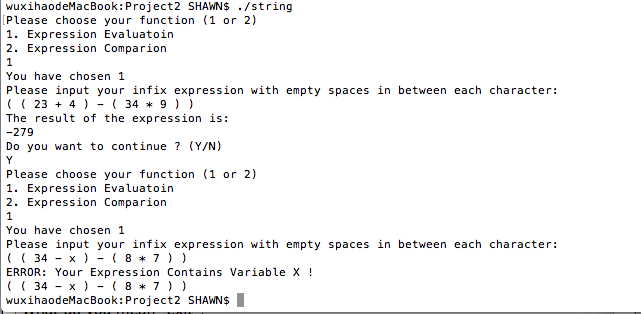 wuxihaodeMacBook:Project2 SHAWN$ ./string
Please choose your function (1 or 2)
1. Expression Evaluatoin
2. Expression Comparion
1
You have chosen 1
Please input your infix expression with empty spaces in between each character:
( ( 23 + 4 ) - ( 34 * 9 ) )
The result of the expression is:
-279
Do you want to continue ? (Y/N)
Y
Please choose your function (1 or 2)
1. Expression Evaluatoin
2. Expression Comparion
1
You have chosen 1
Please input your infix expression with empty spaces in between each character:
( ( 34 - x ) - ( 8 * 7 ) )
ERROR: Your Expression Contains Variable X !
( ( 34 - x ) - ( 8 * 7 ) )
wuxihaodeMacBook:Project2 SHAWN$